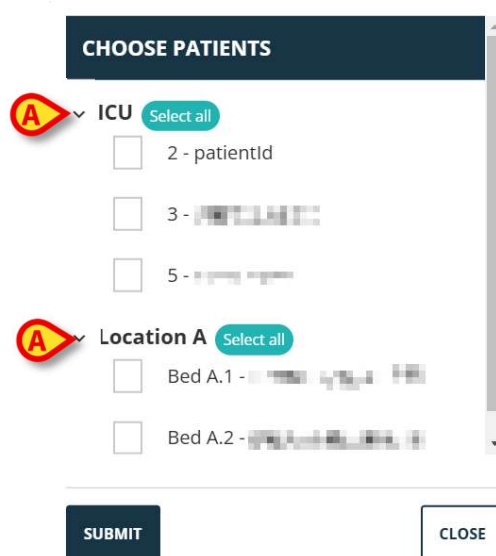 CHOOSE PATIENTS
A ICU Select all
2 - patientId
3 -
5 -
A Location A Select all
Bed A.1 -
Bed A.2 -
SUBMIT CLOSE